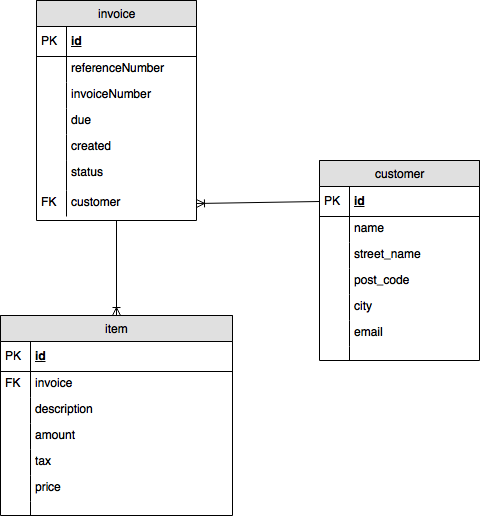 invoice
PK id
referenceNumber
invoiceNumber
due
created
status
FK customer
customer
PK id
name
street_name
post_code
city
email
item
PK id
FK invoice
description
amount
tax
price